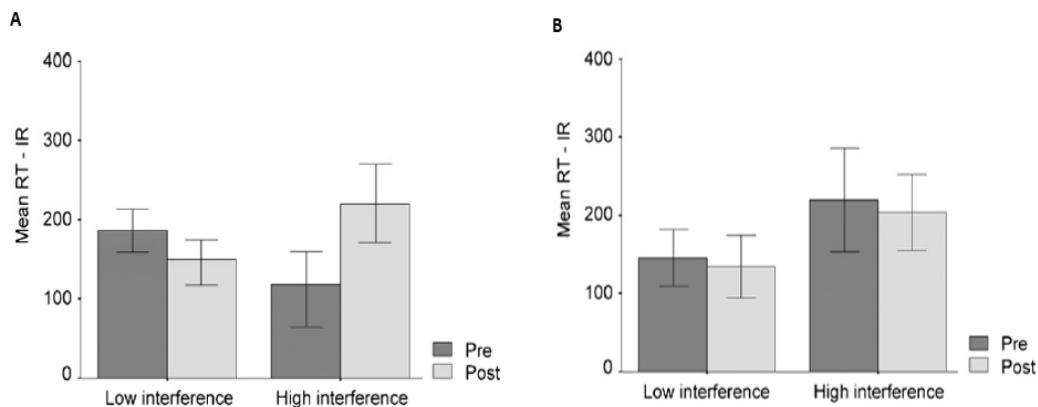 A
Mean RT - IR
400
300
200
100
0
Low interference
High interference
Pre
Post
B
Mean RT - IR
400
300
200
100
0
Low interference
High interference
Pre
Post